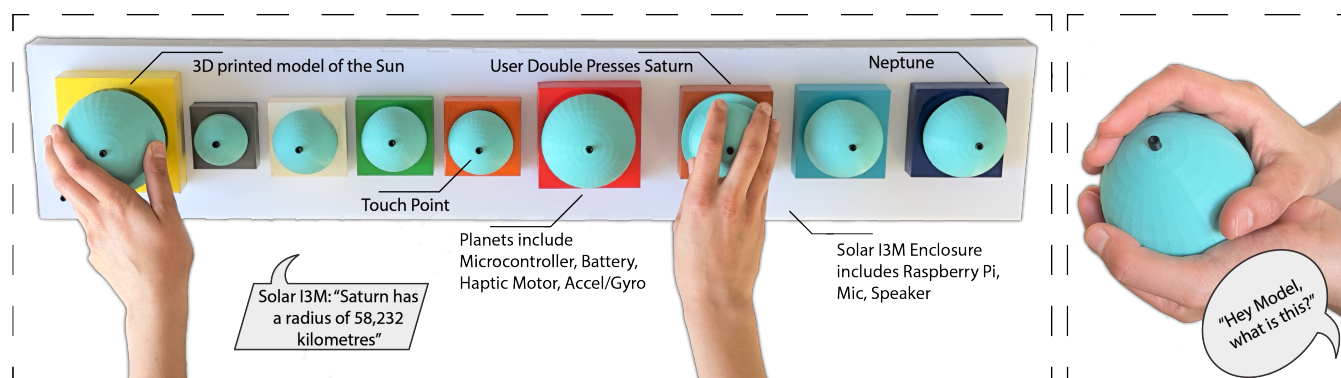 3D printed model of the Sun
User Double Presses Saturn
Neptune
Touch Point
Planets include
Microcontroller, Battery,
Haptic Motor, Accel/Gyro
Solar I3M Enclosure
includes Raspberry Pi,
Mic, Speaker
Solar I3M: “Saturn has
a radius of 58,232
kilometres”
“Hey Model,
what is this?”